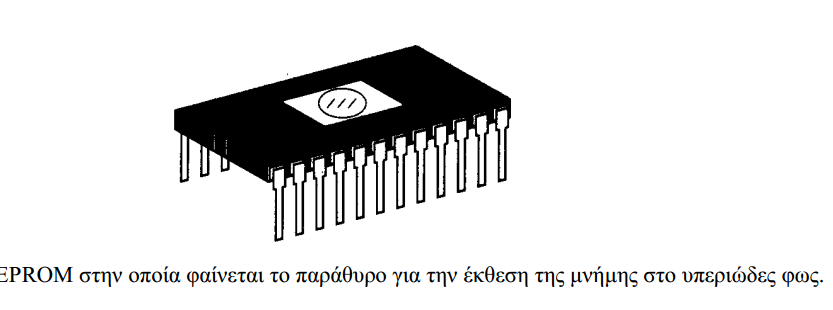 EPROM στην οποία φαίνεται το παράθυρο για την έκθεση της μνήμης στο υπεριώδες φως.